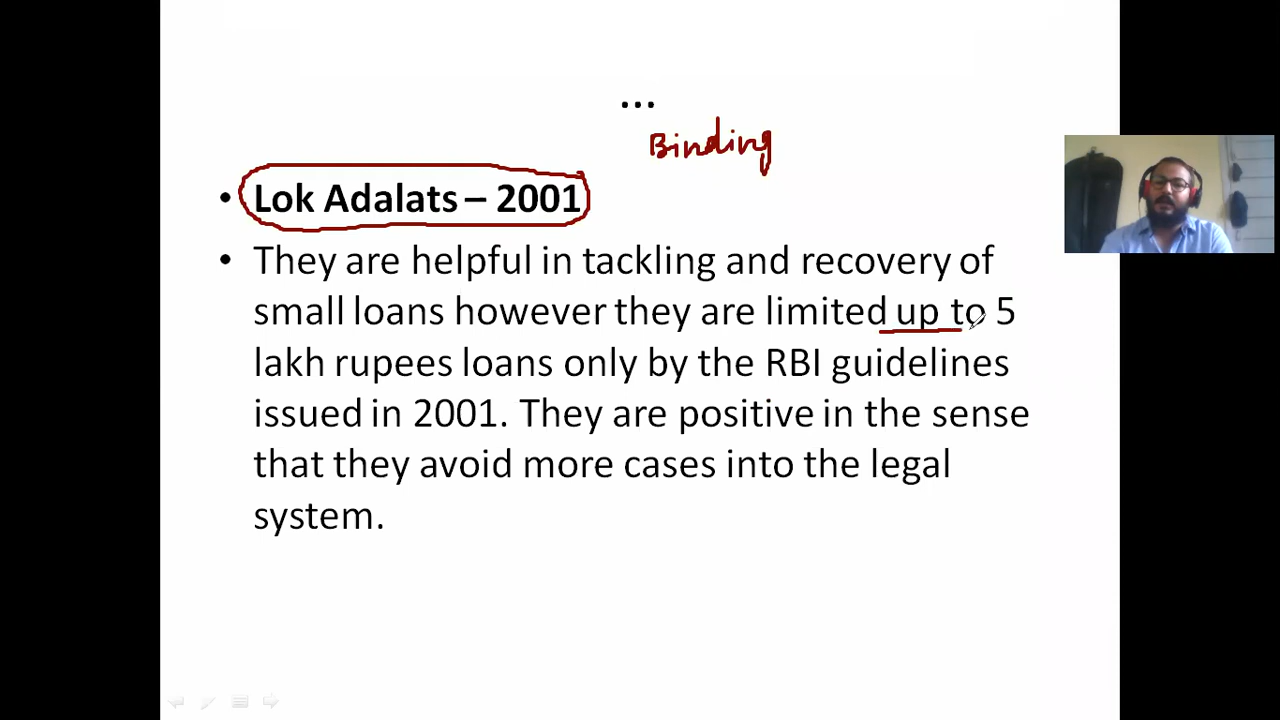 ...
Binding
• Lok Adalats – 2001
• They are helpful in tackling and recovery of
small loans however they are limited up to 5
lakh rupees loans only by the RBI guidelines
issued in 2001. They are positive in the sense
that they avoid more cases into the legal
system.